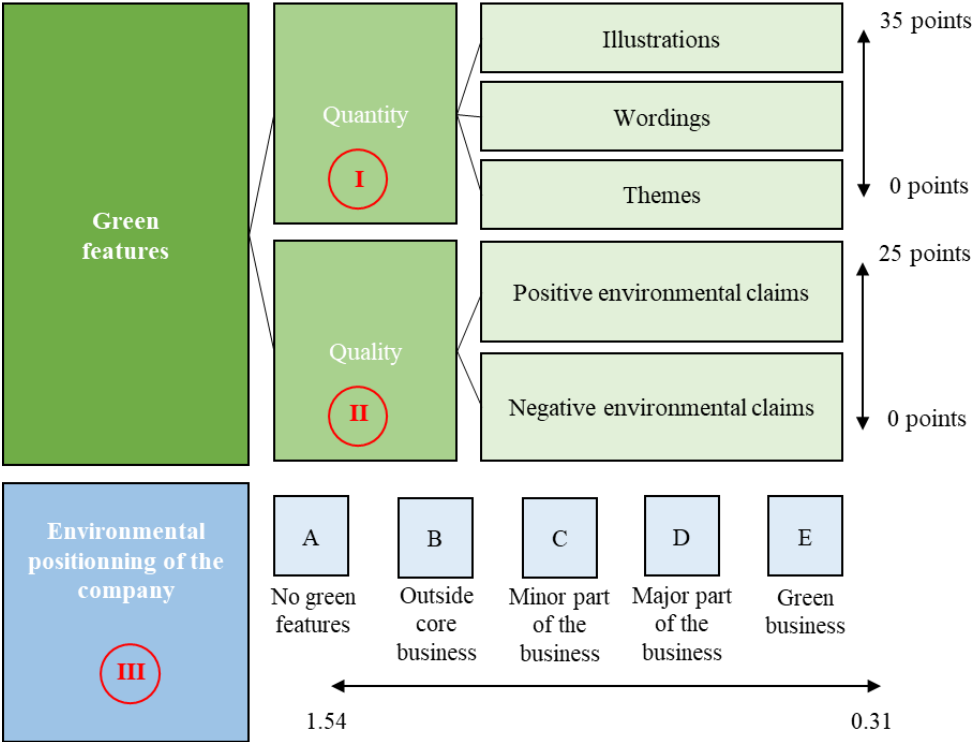 Green
features
Quantity
I
Illustrations
Wordings
Themes
35 points
0 points
Quality
II
Positive environmental claims
Negative environmental claims
25 points
0 points
Environmental
positionning of the
company
III
A
No green
features
B
Outside
core
business
C
Minor part
of the
business
D
Major part
of the
business
E
Green
business
1.54
0.31